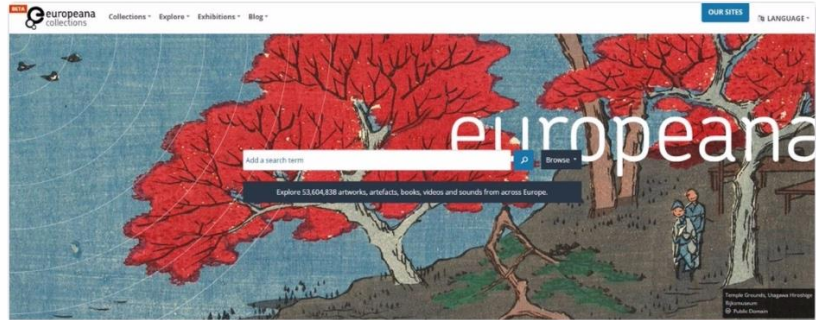 BETA
europeana
collections
Collections
Explore
Exhibitions
Blog
OUR SITES
LANGUAGE
europeana
Add a search term
Browse
Explore 53,604,838 artworks, artefacts, books, videos and sounds from across Europe.
Temple Grounds, Utagawa Hiroshige
Rijksmuseum
Public Domain